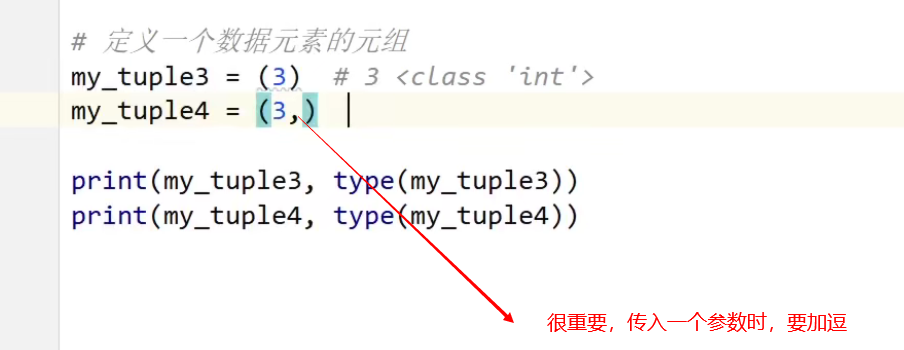 # 定义一个数据元素的元组
my_tuple3 = (3)  # 3 <class 'int'>
my_tuple4 = (3,)
print(my_tuple3, type(my_tuple3))
print(my_tuple4, type(my_tuple4))
很重要，传入一个参数时，要加逗